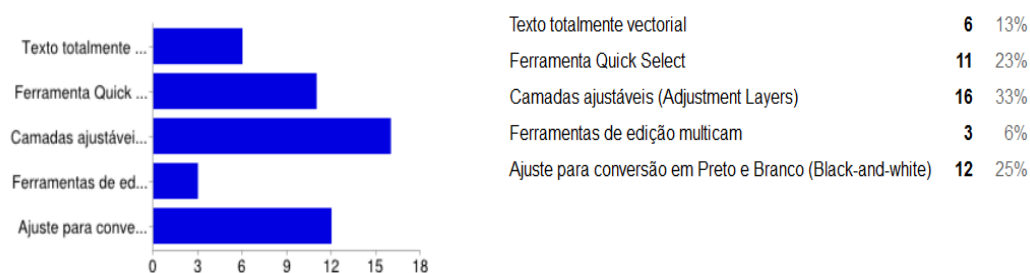 Texto totalmente ...
Ferramenta Quick ...
Camadas ajustávei...
Ferramentas de ed...
Ajuste para conve...
0 3 6 9 12 15 18
Texto totalmente vectorial 6 13%
Ferramenta Quick Select 11 23%
Camadas ajustáveis (Adjustment Layers) 16 33%
Ferramentas de edição multicam 3 6%
Ajuste para conversão em Preto e Branco (Black-and-white) 12 25%